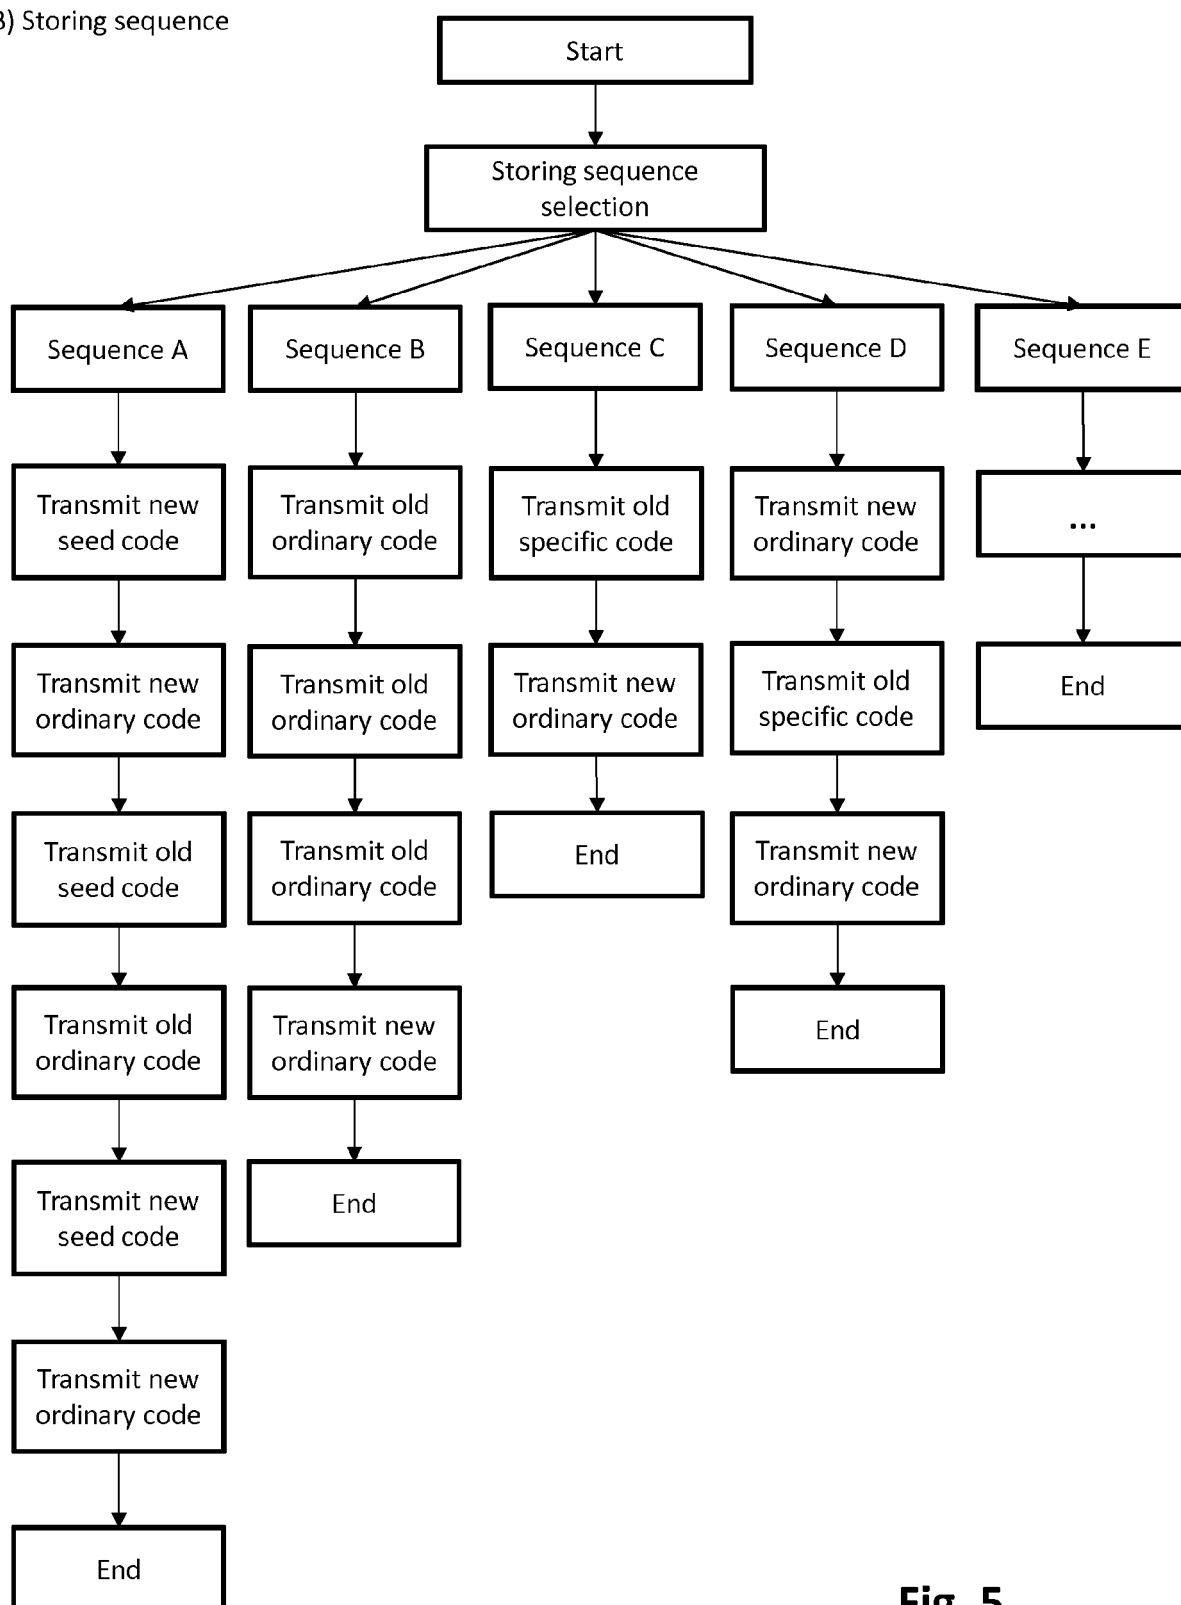 B) Storing sequence
Start
Storing sequence
selection
Sequence A
Sequence B
Sequence C
Sequence D
Sequence E
Transmit new
seed code
Transmit new
ordinary code
Transmit old
seed code
Transmit old
ordinary code
Transmit new
seed code
Transmit new
ordinary code
End
Transmit old
ordinary code
Transmit old
ordinary code
Transmit old
ordinary code
Transmit new
ordinary code
End
Transmit old
specific code
Transmit new
ordinary code
End
Transmit new
ordinary code
Transmit old
specific code
Transmit new
ordinary code
End
...
End
Fig. 5